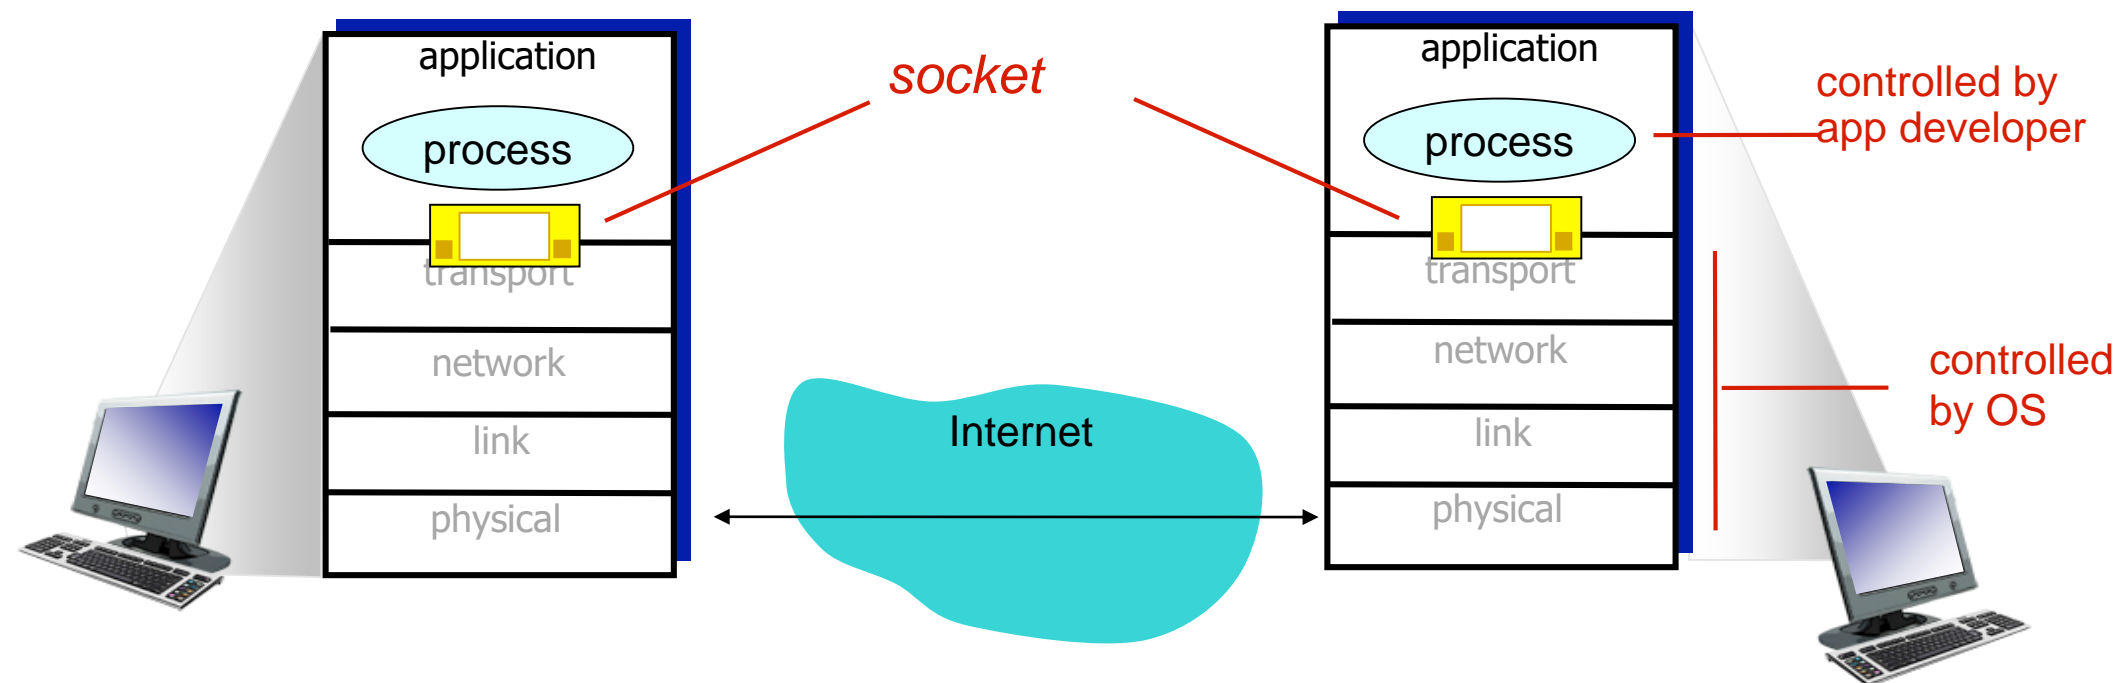 application
process
transport
network
link
physical
socket
Internet
application
process
transport
network
link
physical
controlled by
app developer
controlled
by OS